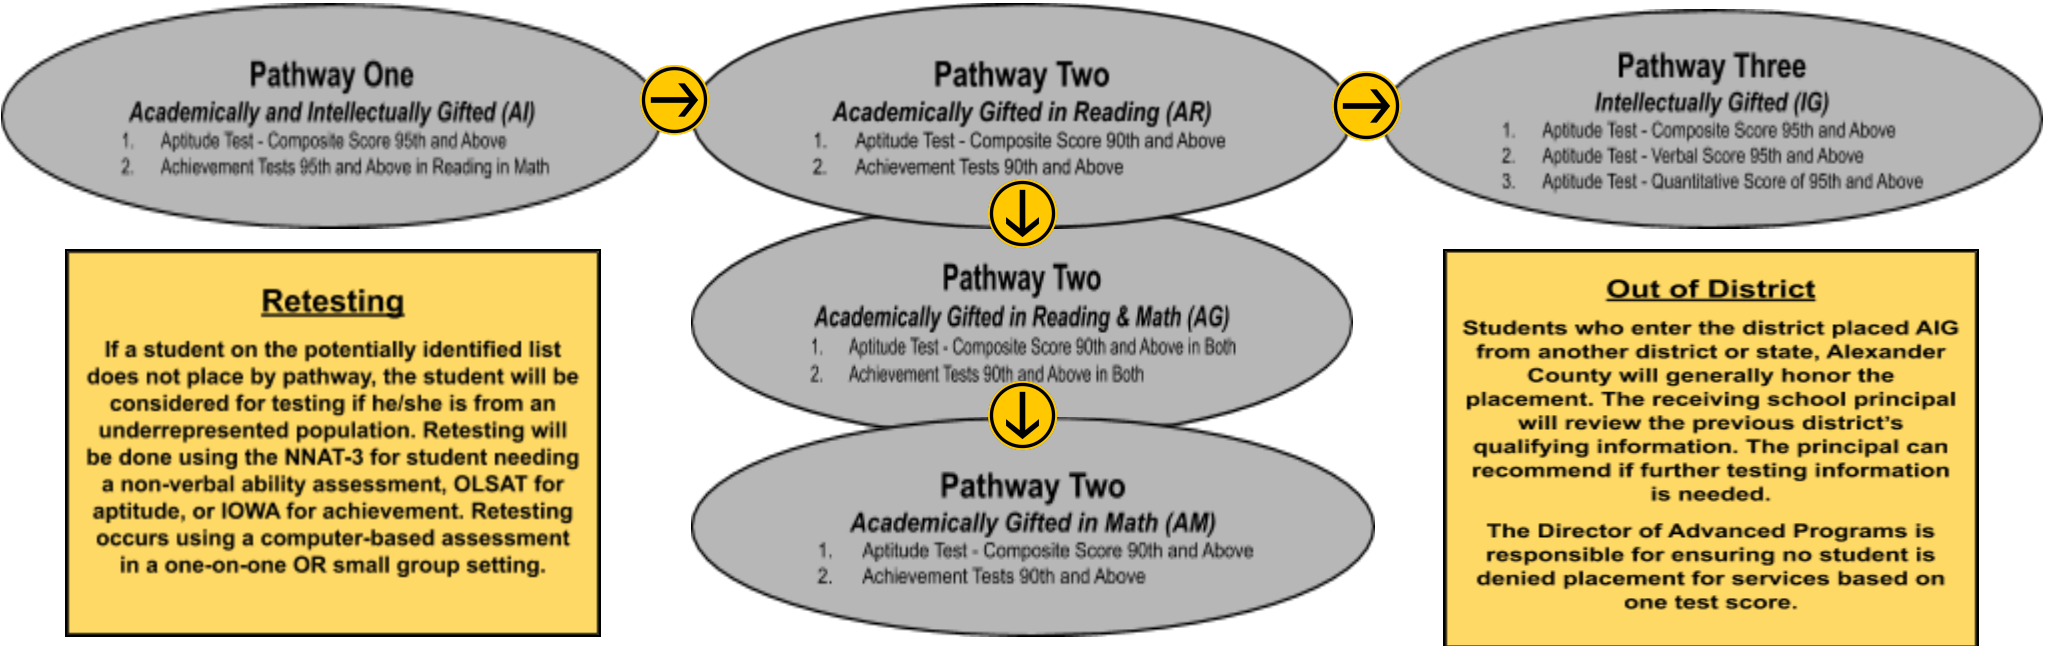 Pathway One
Academically and Intellectually Gifted (AI)
1. Aptitude Test - Composite Score 95th and Above
2. Achievement Tests 95th and Above in Reading in Math
Pathway Two
Academically Gifted in Reading (AR)
1. Aptitude Test - Composite Score 90th and Above
2. Achievement Tests 90th and Above
Pathway Three
Intellectually Gifted (IG)
1. Aptitude Test - Composite Score 95th and Above
2. Aptitude Test - Verbal Score 95th and Above
3. Aptitude Test - Quantitative Score of 95th and Above
Retesting
If a student on the potentially identified list
does not place by pathway, the student will be
considered for testing if he/she is from an
underrepresented population. Retesting will
be done using the NNAT-3 for student needing
a non-verbal ability assessment, OLSAT for
aptitude, or IOWA for achievement. Retesting
occurs using a computer-based assessment
in a one-on-one OR small group setting.
Pathway Two
Academically Gifted in Reading & Math (AG)
1. Aptitude Test - Composite Score 90th and Above in Both
2. Achievement Tests 90th and Above in Both
Pathway Two
Academically Gifted in Math (AM)
1. Aptitude Test - Composite Score 90th and Above
2. Achievement Tests 90th and Above
Out of District
Students who enter the district placed AIG
from another district or state, Alexander
County will generally honor the
placement. The receiving school principal
will review the previous district's
qualifying information. The principal can
recommend if further testing information
is needed.
The Director of Advanced Programs is
responsible for ensuring no student is
denied placement for services based on
one test score.